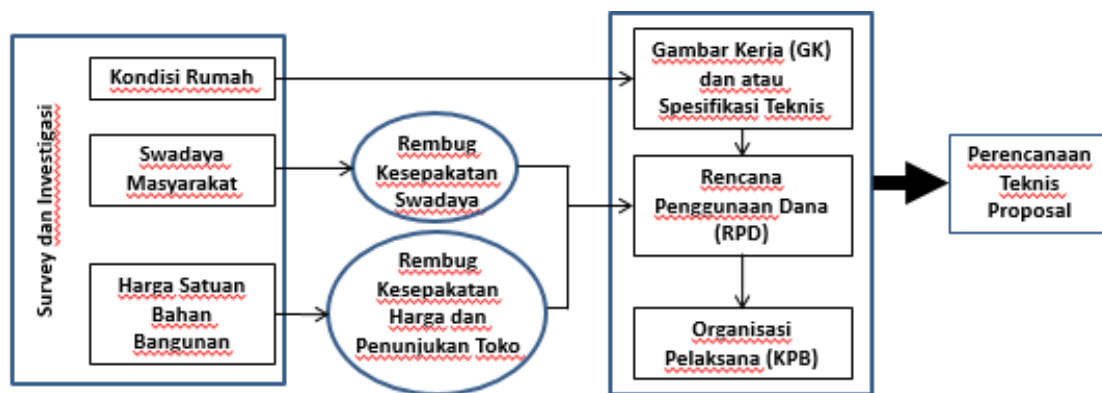 Survey dan Investigasi
Kondisi Rumah
Swadaya
Masyarakat
Harga Satuan
Bahan
Bangunan
Rembug
Kesepakatan
Swadaya
Rembug
Kesepakatan
Harga dan
Penunjukan Toko
Gambar Kerja (GK)
dan atau
Spesifikasi Teknis
Rencana
Penggunaan Dana
(RPD)
Organisasi
Pelaksana (KPB)
Perencanaan
Teknis
Proposal